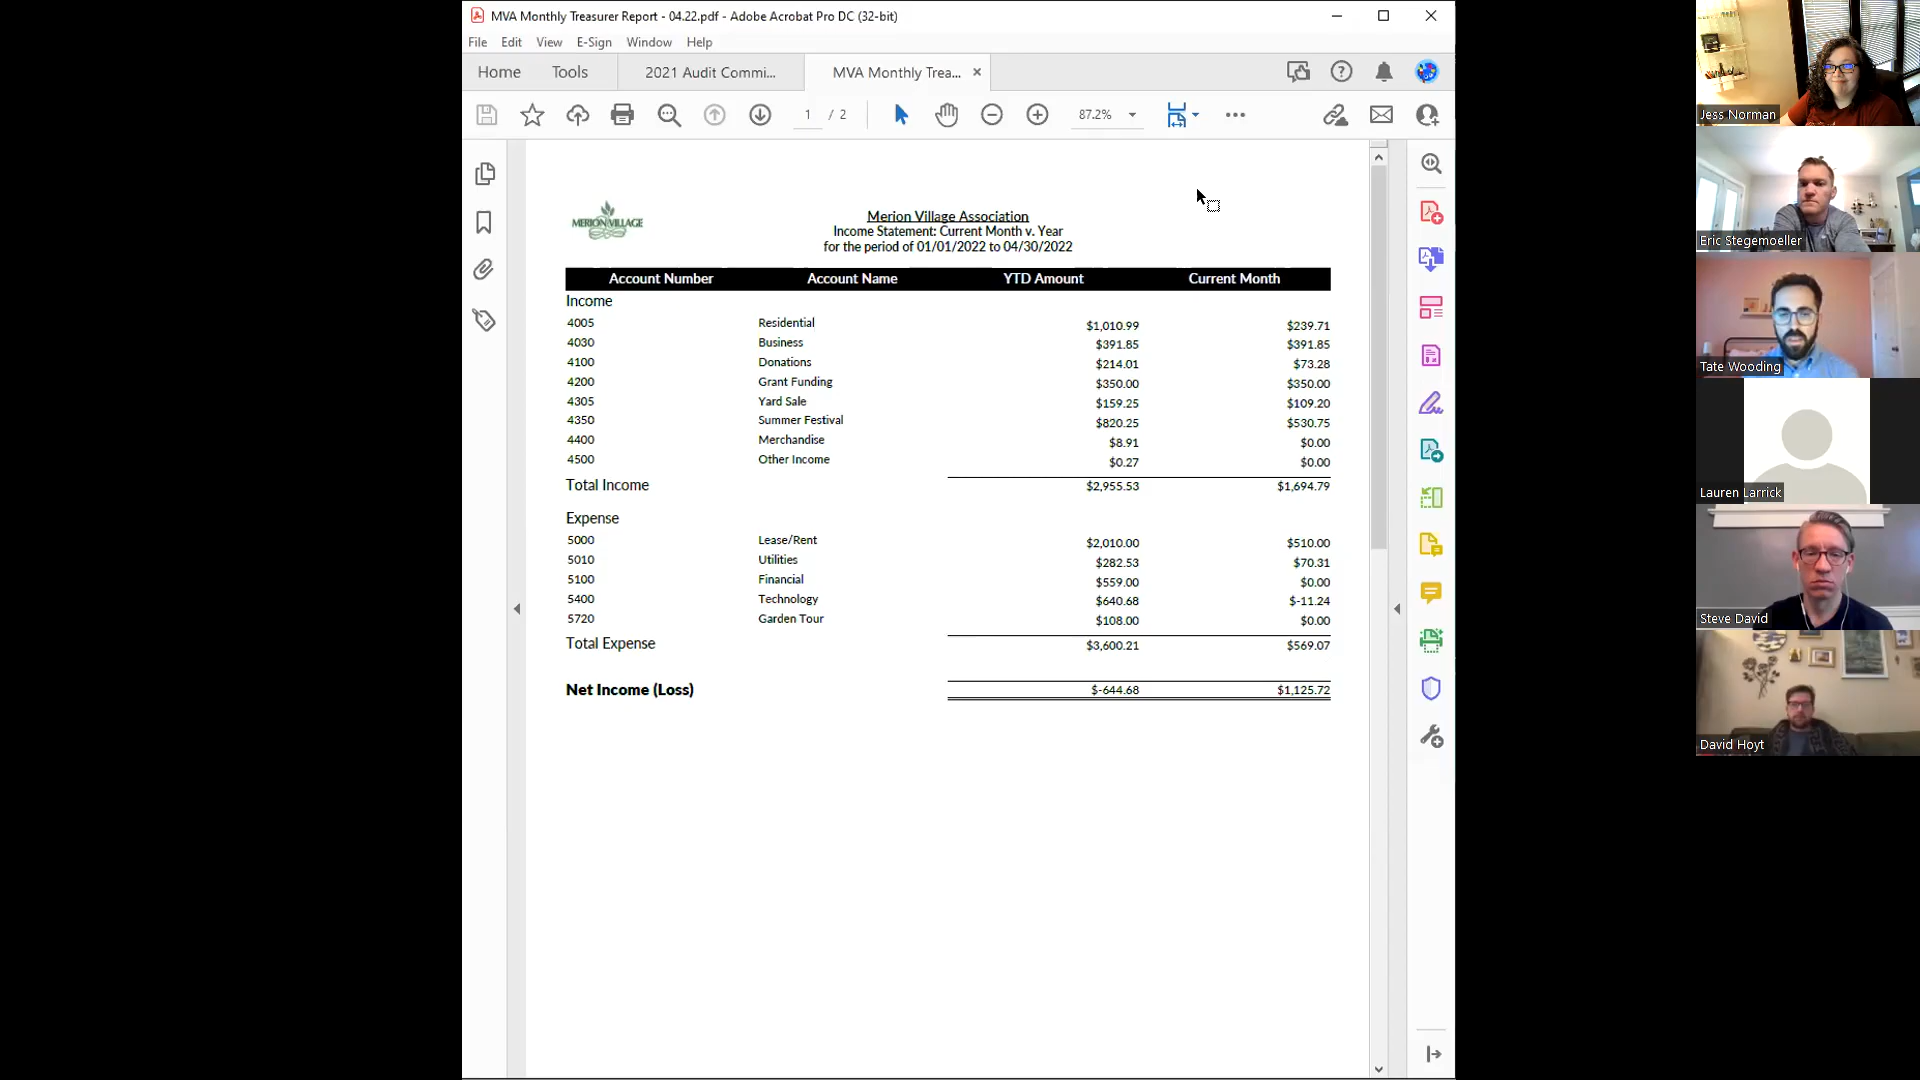 MVA Monthly Treasurer Report - 04.22.pdf - Adobe Acrobat Pro DC (32-bit)
File Edit View E-Sign Window Help
Home Tools 2021 Audit Commi... MVA Monthly Trea...
1 / 2 87.2%
MERION VILLAGE
Merion Village Association
Income Statement: Current Month v. Year
for the period of 01/01/2022 to 04/30/2022
Account Number Account Name YTD Amount Current Month
Income
4005 Residential $1,010.99 $239.71
4030 Business $391.85 $391.85
4100 Donations $214.01 $73.28
4200 Grant Funding $350.00 $350.00
4305 Yard Sale $159.25 $109.20
4350 Summer Festival $820.25 $530.75
4400 Merchandise $8.91 $0.00
4500 Other Income $0.27 $0.00
Total Income $2,955.53 $1,694.79
Expense
5000 Lease/Rent $2,010.00 $510.00
5010 Utilities $282.53 $70.31
5100 Financial $559.00 $0.00
5400 Technology $640.68 $-11.24
5720 Garden Tour $108.00 $0.00
Total Expense $3,600.21 $569.07
Net Income (Loss) $-644.68 $1,125.72
Jess Norman
Eric Stegemoeller
Tate Wooding
Lauren Larrick
Steve David
David Hoyt